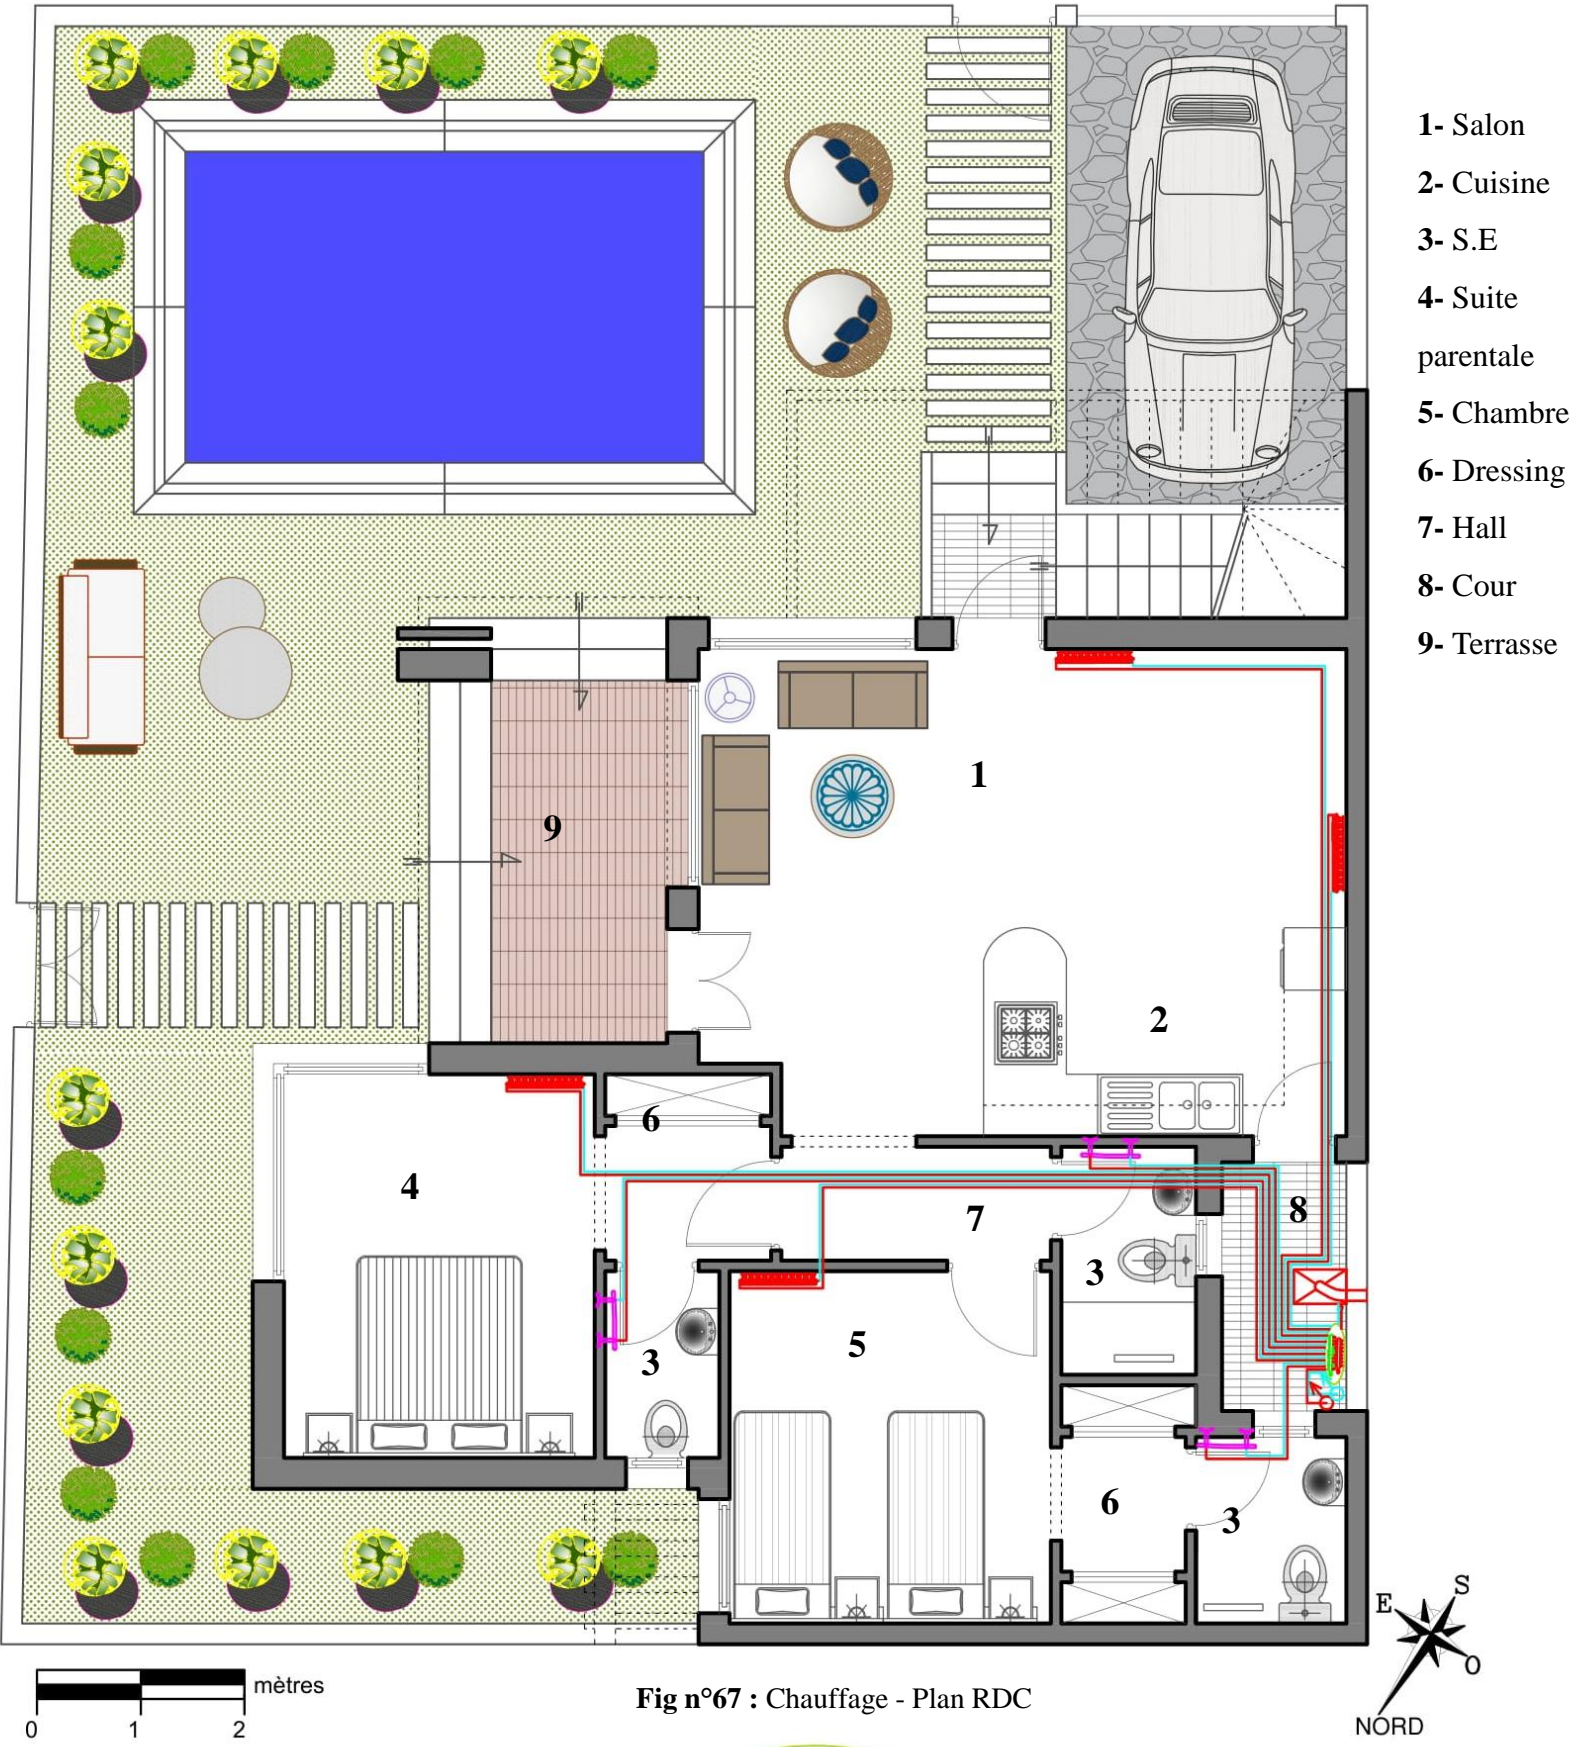 1- Salon
2- Cuisine
3- S.E
4- Suite
parentale
5- Chambre
6- Dressing
7- Hall
8- Cour
9- Terrasse
1
9
2
6
4
8
7
3
5
3
6
3
S
E
O
NORD
mètres
0 1 2
Fig n°67 : Chauffage - Plan RDC